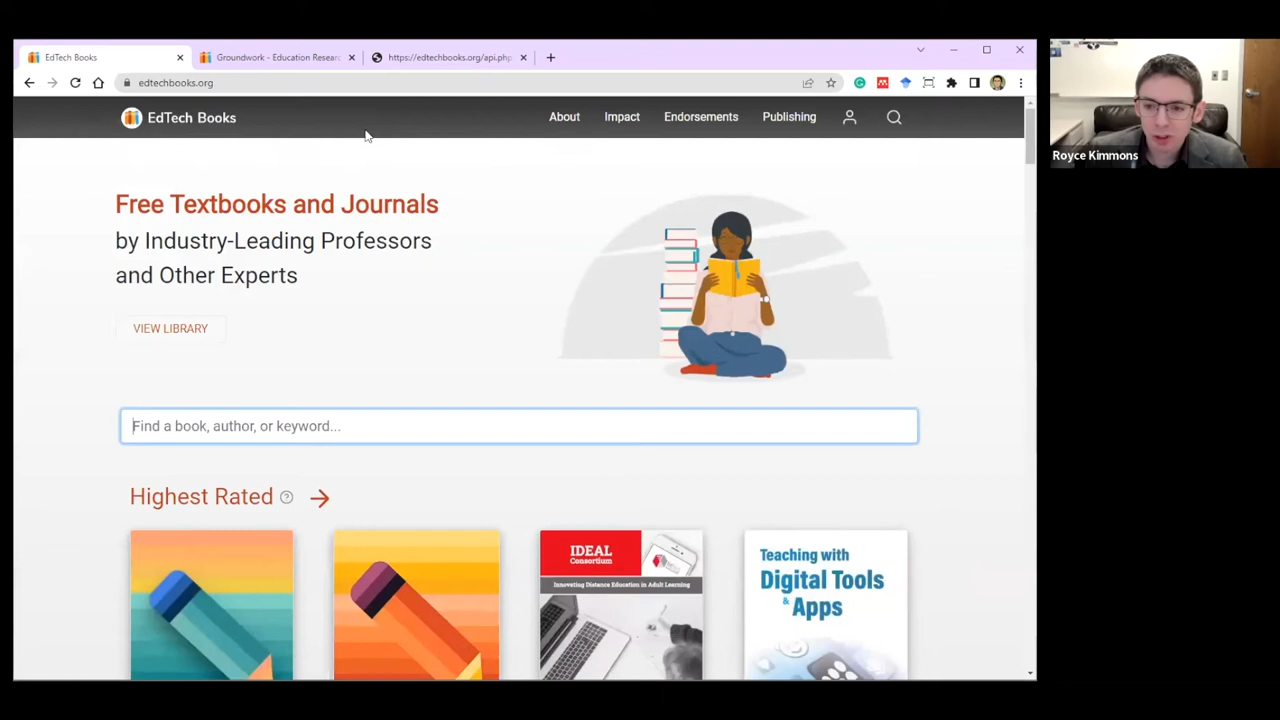 EdTech Books
Groundwork - Education Researc
https://edtechbooks.org/api.php
edtechbooks.org
EdTech Books
About
Impact
Endorsements
Publishing
Royce Kimmons
Free Textbooks and Journals
by Industry-Leading Professors
and Other Experts
VIEW LIBRARY
Find a book, author, or keyword...
Highest Rated
IDEAL
Consortium
Innovating Distance Education in Adult Learning
Teaching with
Digital Tools
& Apps